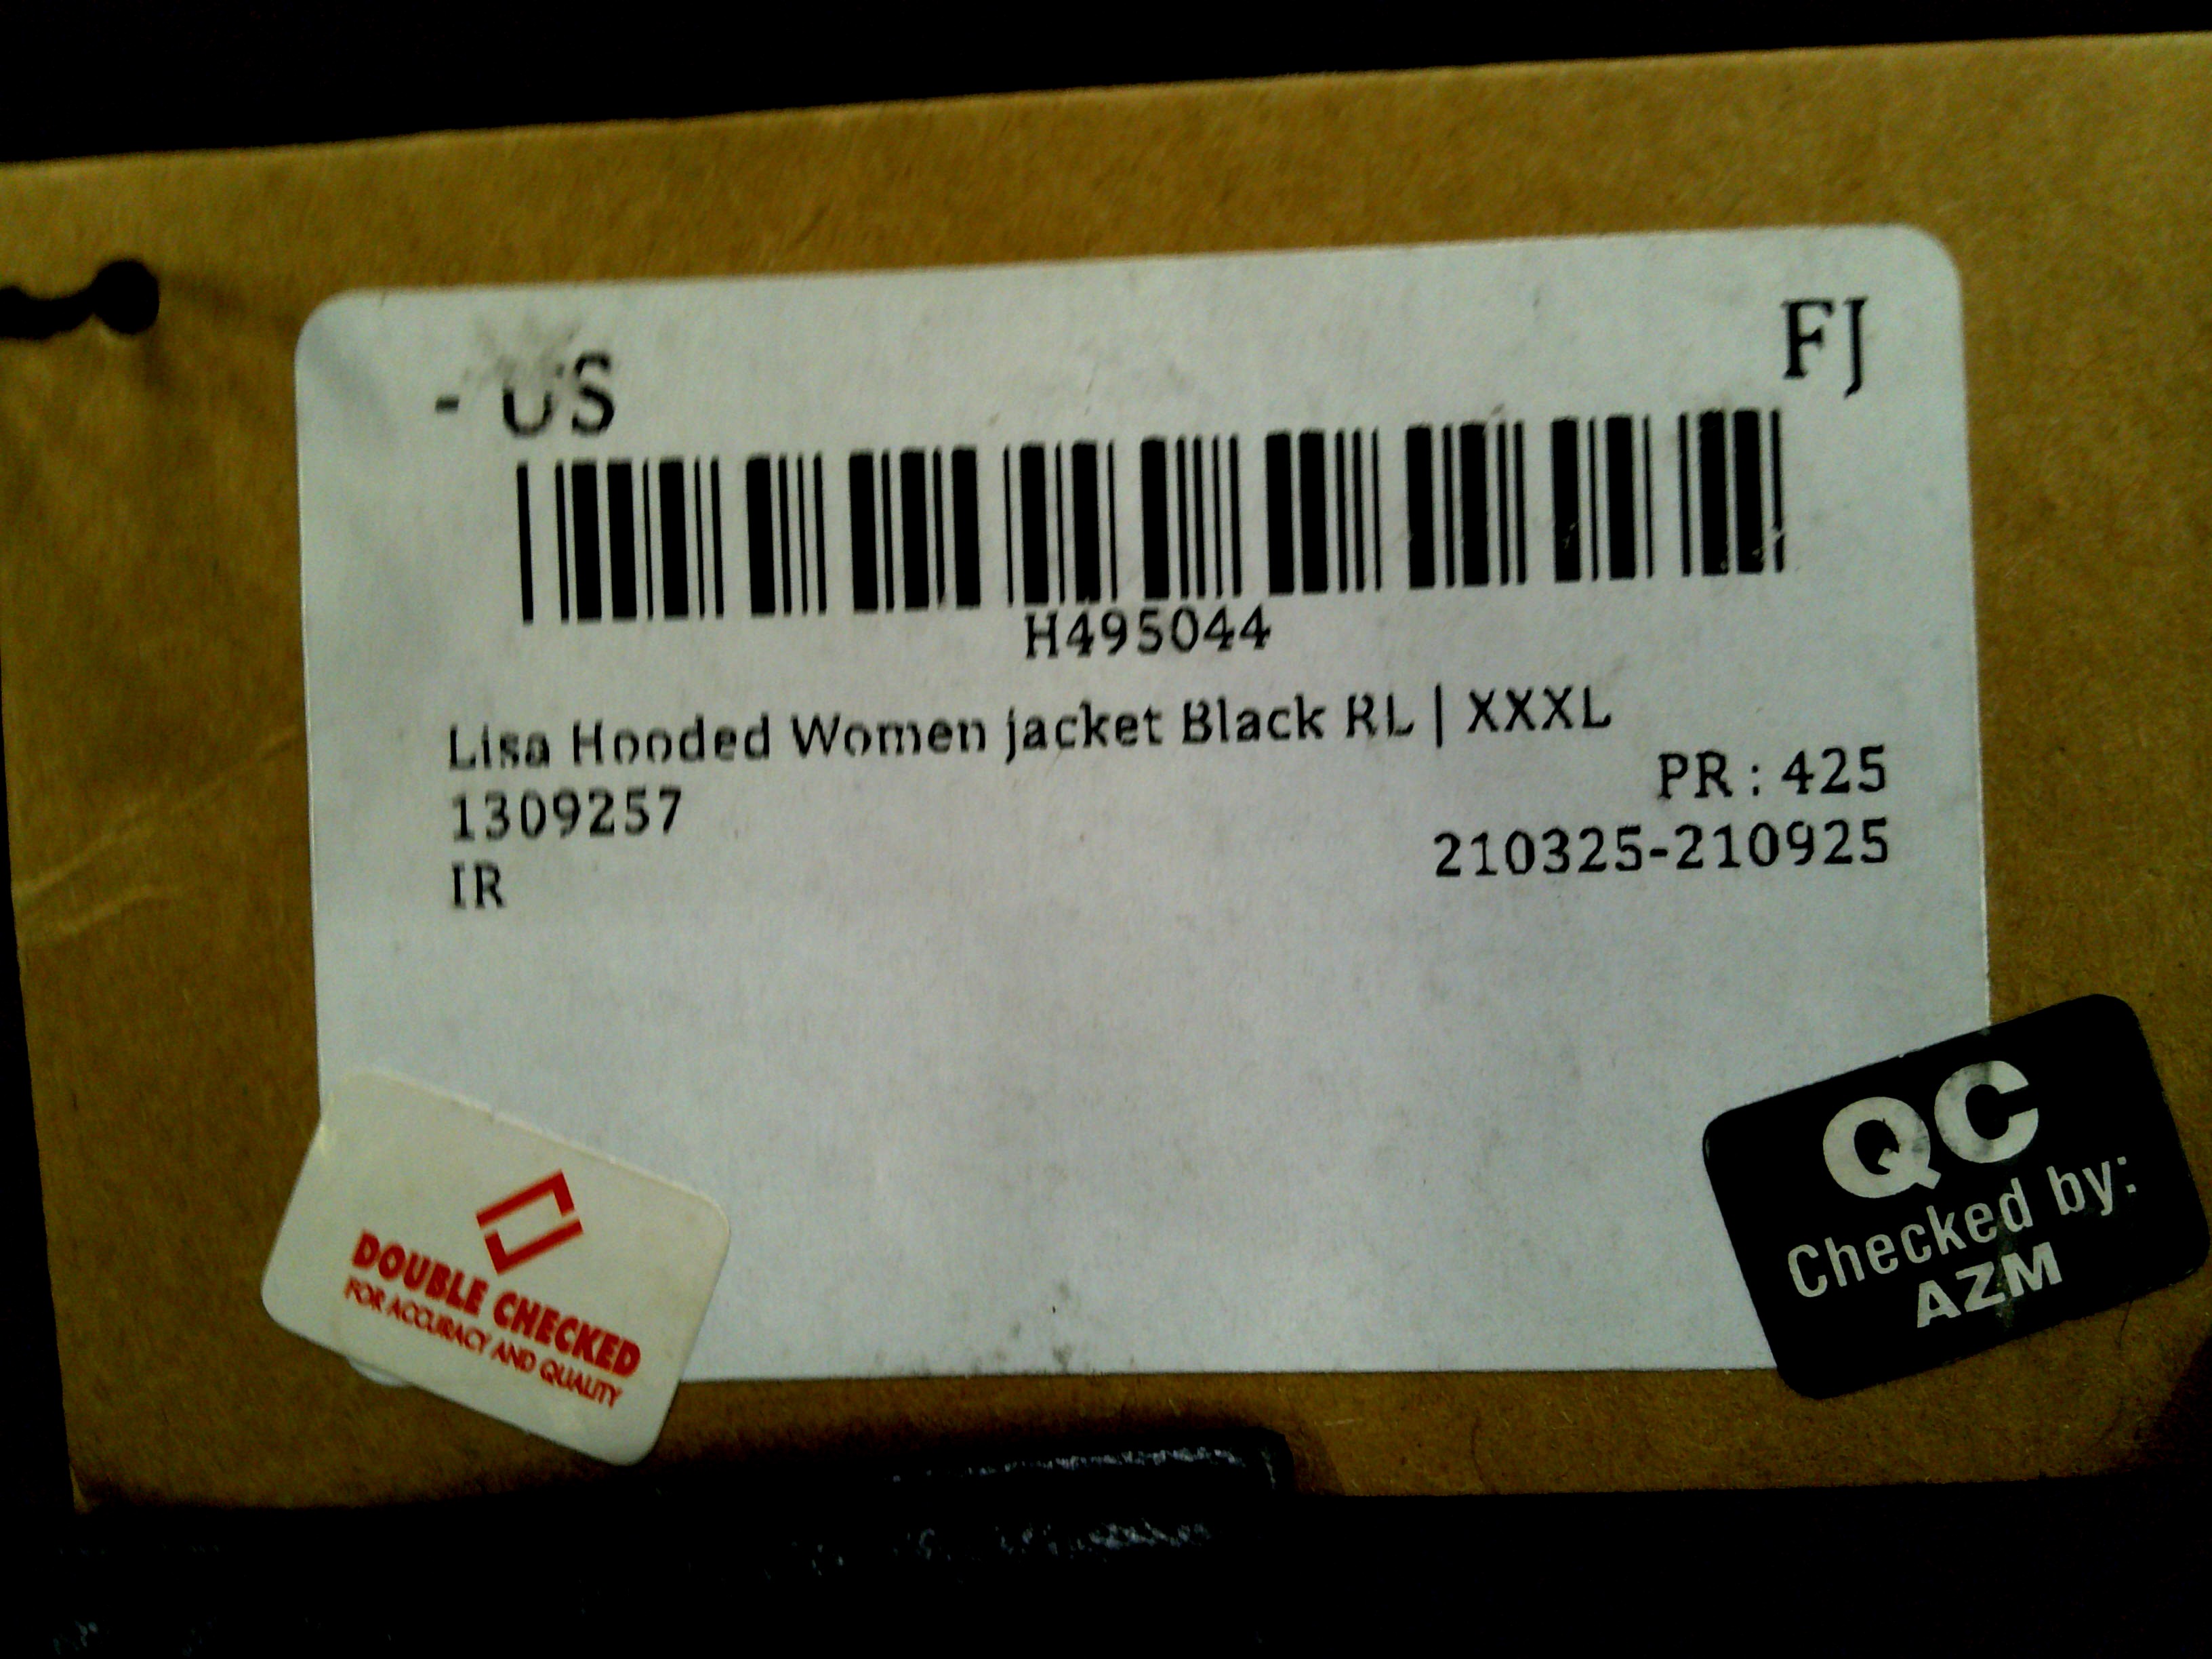 - US
FJ
H495044
Lisa Hooded Women jacket Black RL | XXXL
PR : 425
1309257
210325-210925
IR
DOUBLE CHECKED
FOR ACCURACY AND QUALITY
QC
Checked by:
AZM